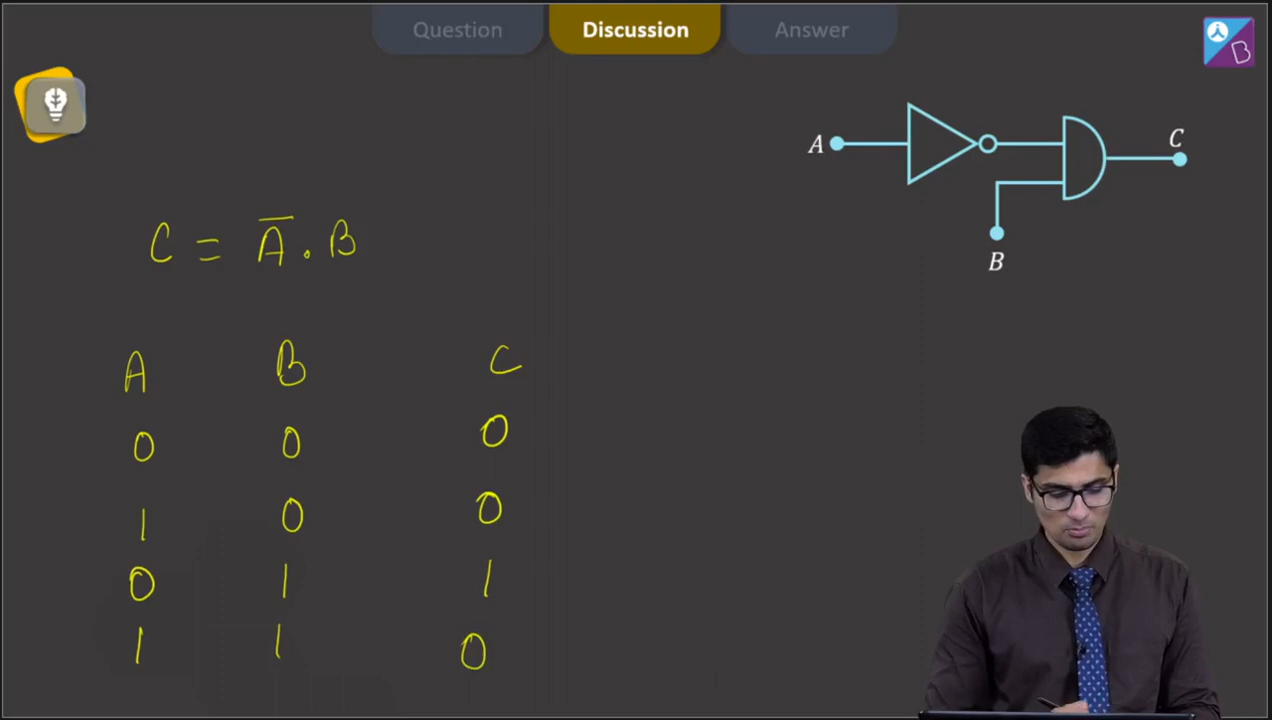 Question Discussion Answer
B
A C
B
C = A̅ . B
A B C
0 0 0
1 0 0
0 1 1
1 1 0